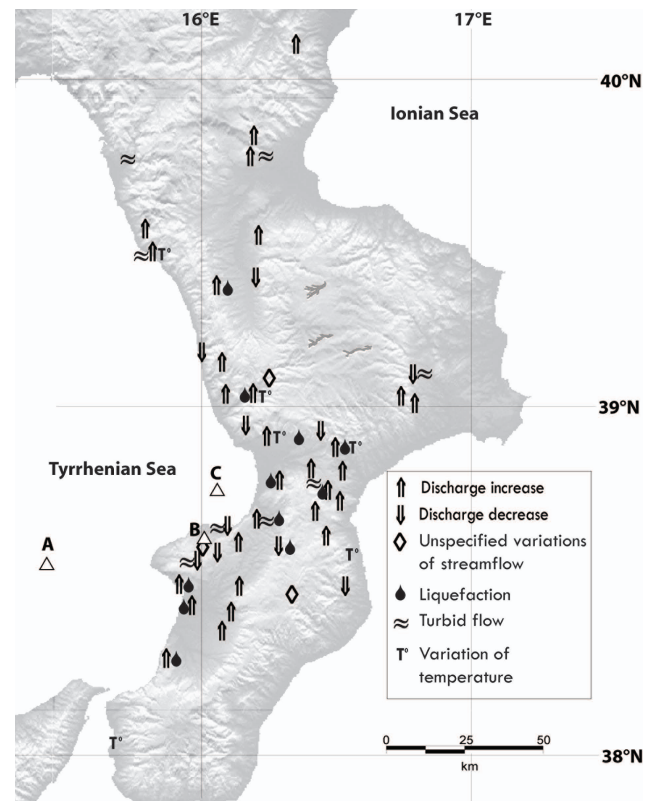 16°E
17°E
40°N
Ionian Sea
T°
T°
39°N
T°
T°
Tyrrhenian Sea
C
B
A
T°
T°
Discharge increase
Discharge decrease
Unspecified variations
of streamflow
Liquefaction
Turbid flow
T° Variation of
temperature
0 25 50
km
38°N